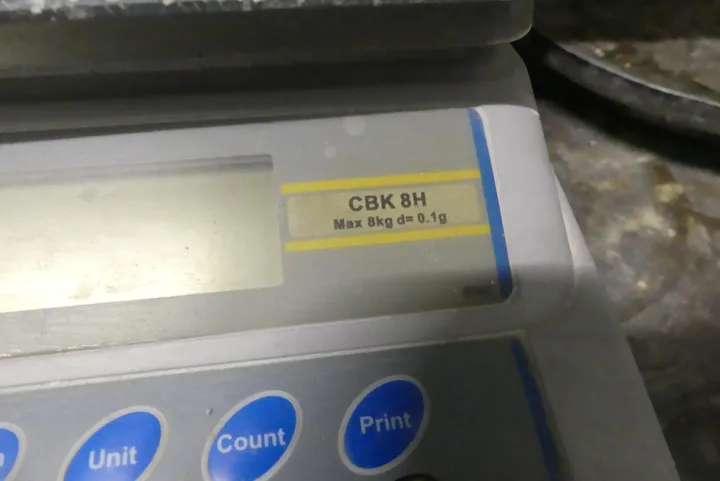 CBK 8H
Max 8kg d= 0.1g
Unit
Count
Print